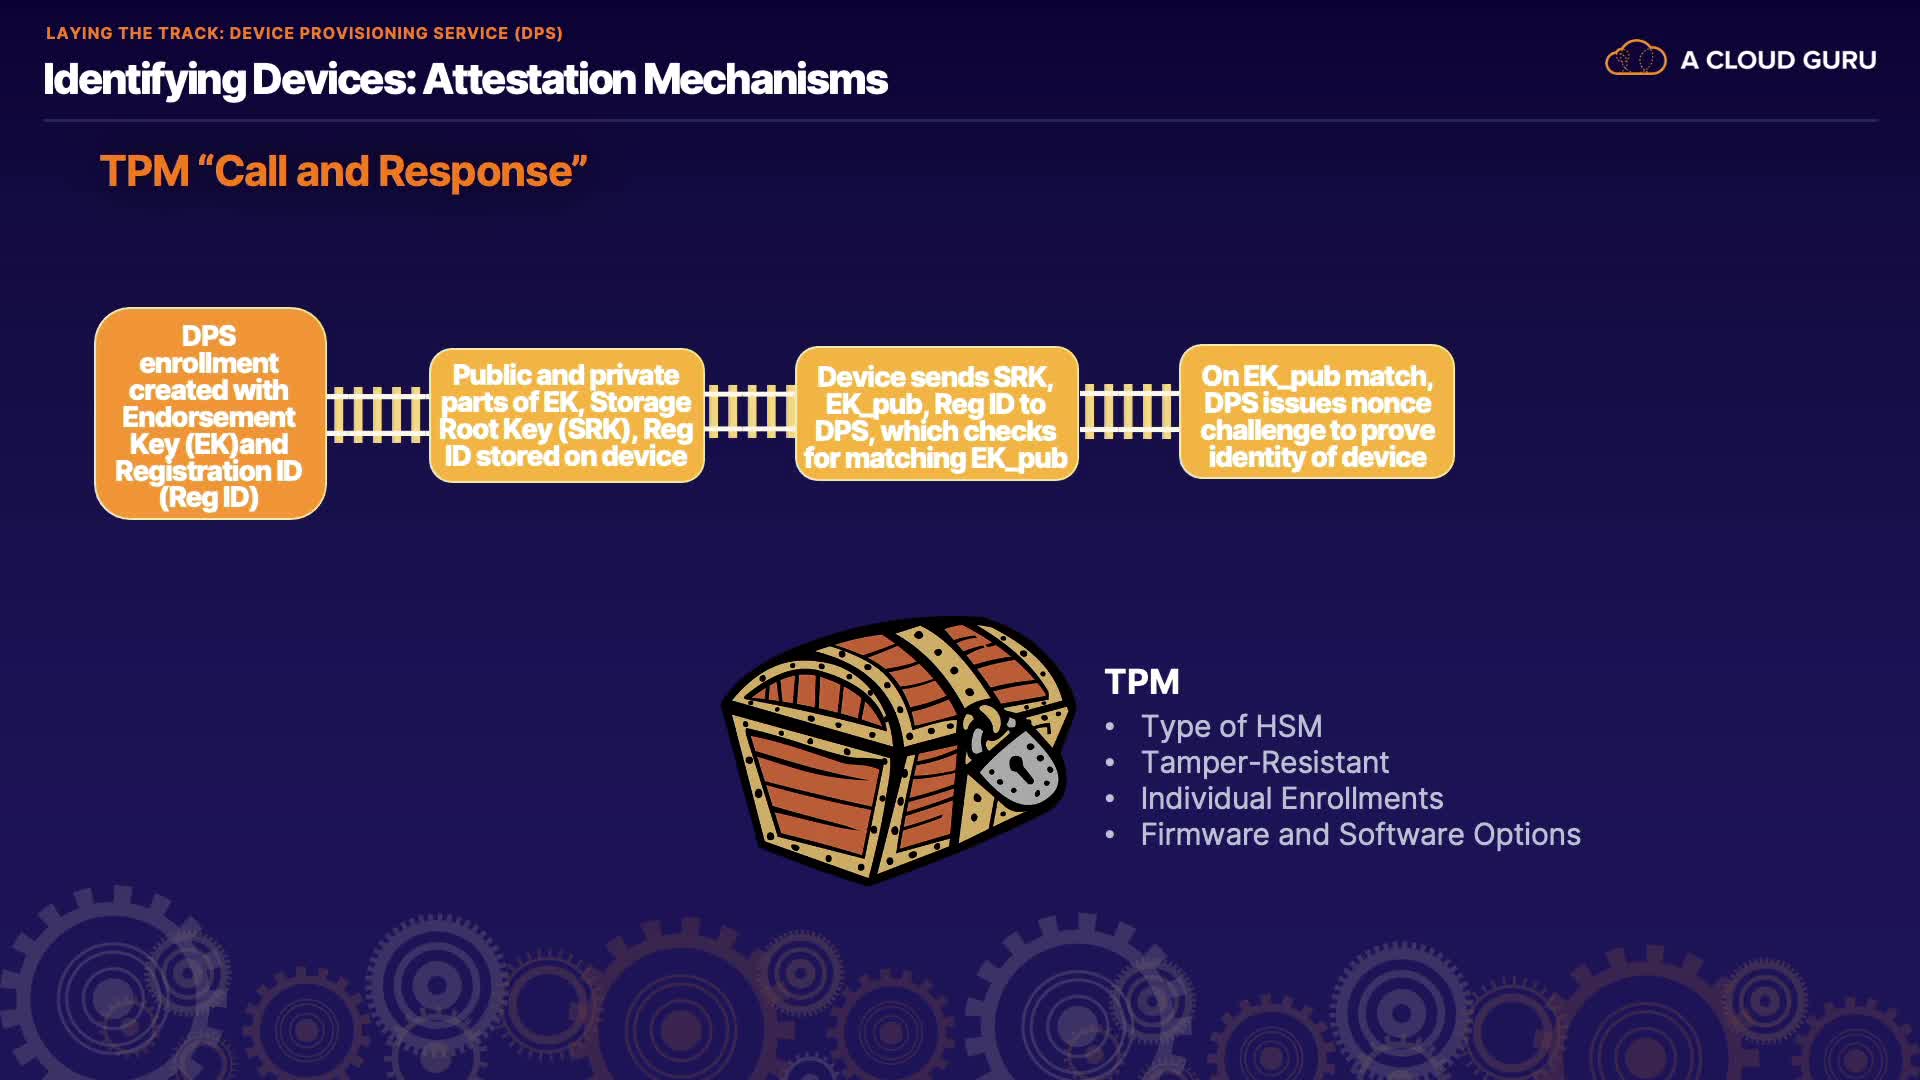 LAYING THE TRACK: DEVICE PROVISIONING SERVICE (DPS)
Identifying Devices: Attestation Mechanisms
A CLOUD GURU
TPM “Call and Response”
DPS
enrollment
created with
Endorsement
Key (EK)and
Registration ID
(Reg ID)
Public and private
parts of EK, Storage
Root Key (SRK), Reg
ID stored on device
Device sends SRK,
EK_pub, Reg ID to
DPS, which checks
for matching EK_pub
On EK_pub match,
DPS issues nonce
challenge to prove
identity of device
TPM
• Type of HSM
• Tamper-Resistant
• Individual Enrollments
• Firmware and Software Options